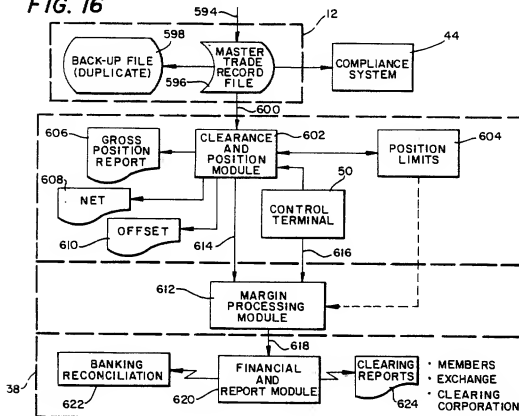 FIG. 16
594
12
598
BACK-UP FILE
(DUPLICATE)
596
MASTER
TRADE
RECORD
FILE
44
COMPLIANCE
SYSTEM
600
606
GROSS
POSITION
REPORT
602
CLEARANCE
AND
POSITION
MODULE
604
POSITION
LIMITS
608
NET
50
CONTROL
TERMINAL
610
OFFSET
614
616
612
MARGIN
PROCESSING
MODULE
618
38
BANKING
RECONCILIATION
622
FINANCIAL
AND
REPORT MODULE
620
CLEARING
REPORTS
624
• MEMBERS
• EXCHANGE
• CLEARING
CORPORATION